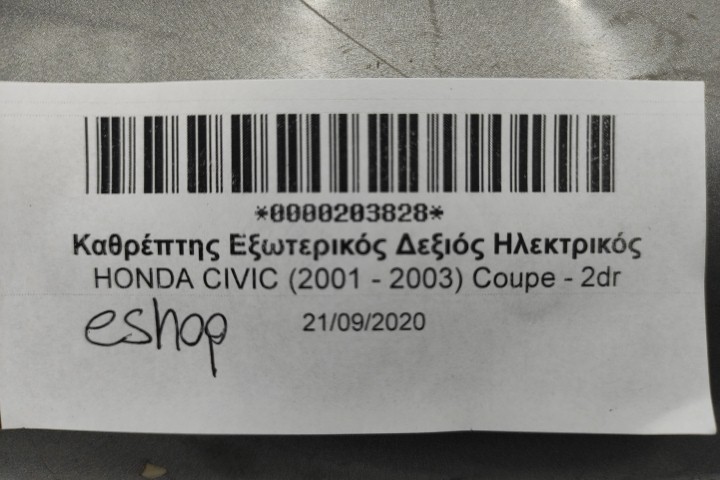 *0000203828*
Καθρέπτης Εξωτερικός Δεξιός Ηλεκτρικός
HONDA CIVIC (2001 - 2003) Coupe - 2dr
eshop 21/09/2020